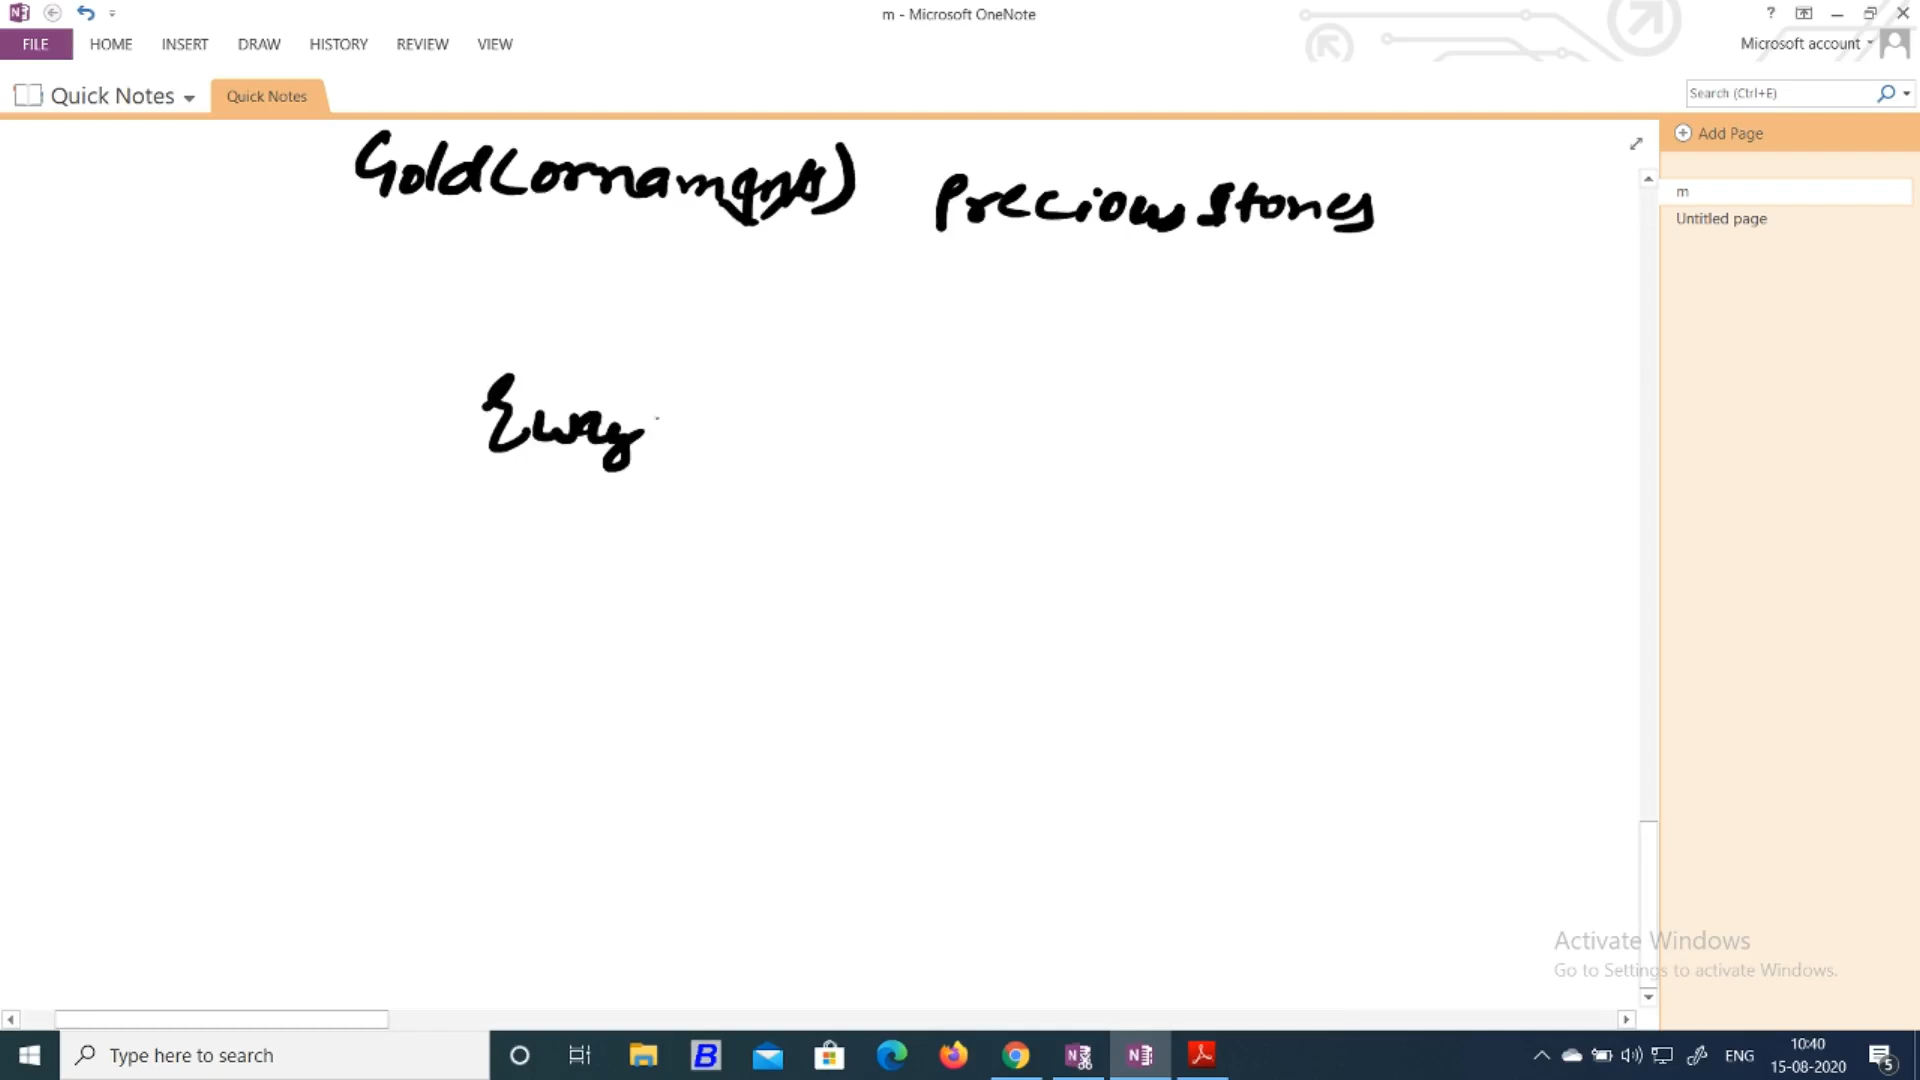 m - Microsoft OneNote
?
FILE HOME INSERT DRAW HISTORY REVIEW VIEW
Microsoft account
Quick Notes
Quick Notes
Search (Ctrl+E)
Add Page
m
Untitled page
Gold (ornaments) Precious Stones
Eway
Activate Windows
Go to Settings to activate Windows.
Type here to search
ENG
10:40
15-08-2020
5